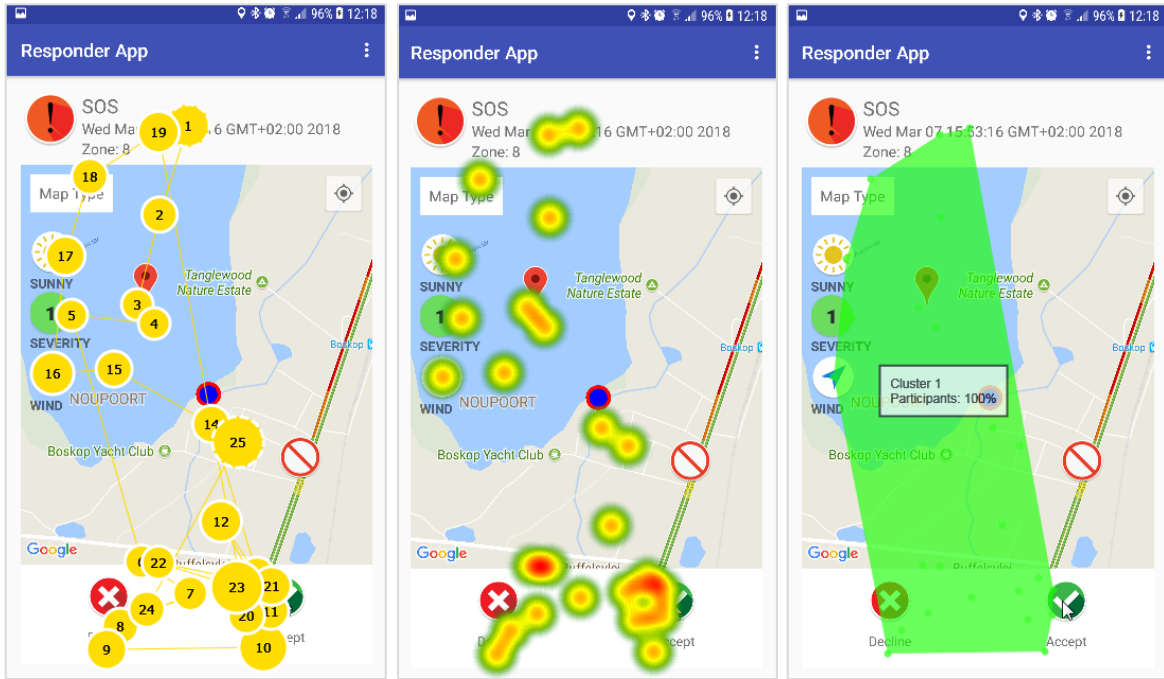 96% 12:18
Responder App
SOS
Wed Mar 6 GMT+02:00 2018
Zone: 8
Map Type
SUNNY
1
SEVERITY
WIND
NOUPOORT
Tanglewood
Nature Estate
Boskop
Boskop Yacht Club
Google
Accept
1
2
3
4
5
7
8
9
10
11
12
14
15
16
17
18
19
20
21
22
23
24
25
96% 12:18
Responder App
SOS
Wed Mar 16 GMT+02:00 2018
Zone: 8
Map Type
SUNNY
1
SEVERITY
WIND
NOUPOORT
Tanglewood
Nature Estate
Boskop
Boskop Yacht Club
Google
96% 12:18
Responder App
SOS
Wed Mar 07 15:53:16 GMT+02:00 2018
Zone: 8
Map Type
SUNNY
1
SEVERITY
WIND
NOUPOORT
Tanglewood
Nature Estate
Boskop
Cluster 1
Participants: 100%
Boskop Yacht Club
Google
Decline
Accept